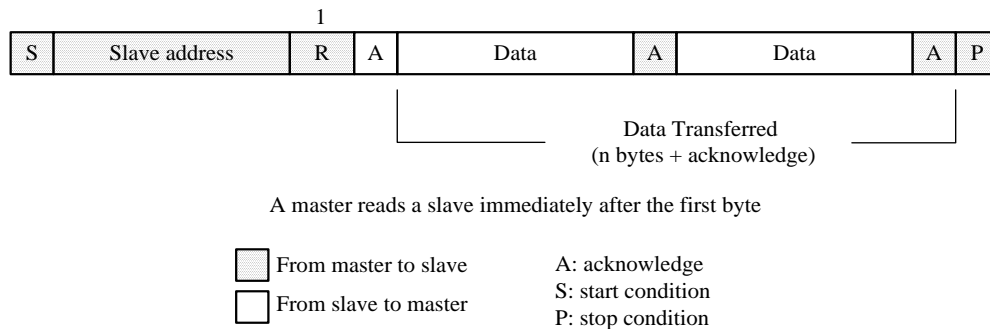 1
S Slave address R A Data A Data A P
Data Transferred
(n bytes + acknowledge)
A master reads a slave immediately after the first byte
From master to slave
From slave to master
A: acknowledge
S: start condition
P: stop condition